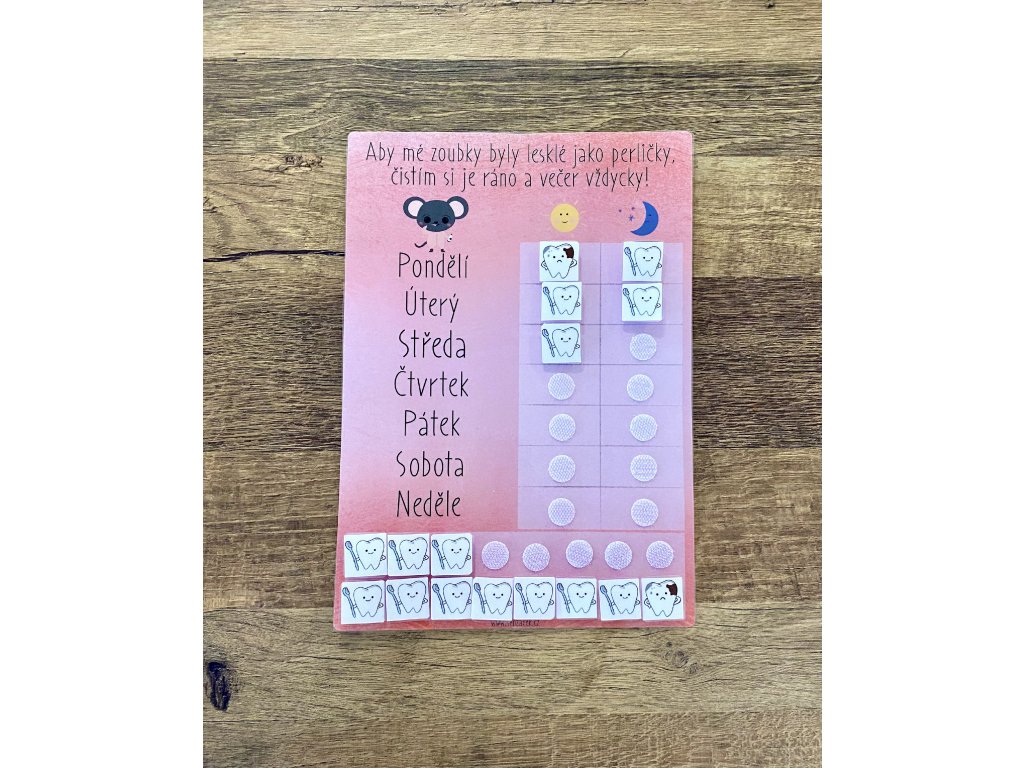 Aby mé zoubky byly lesklé jako perličky,
čistím si je ráno a večer vždycky!
Pondělí
Úterý
Středa
Čtvrtek
Pátek
Sobota
Neděle